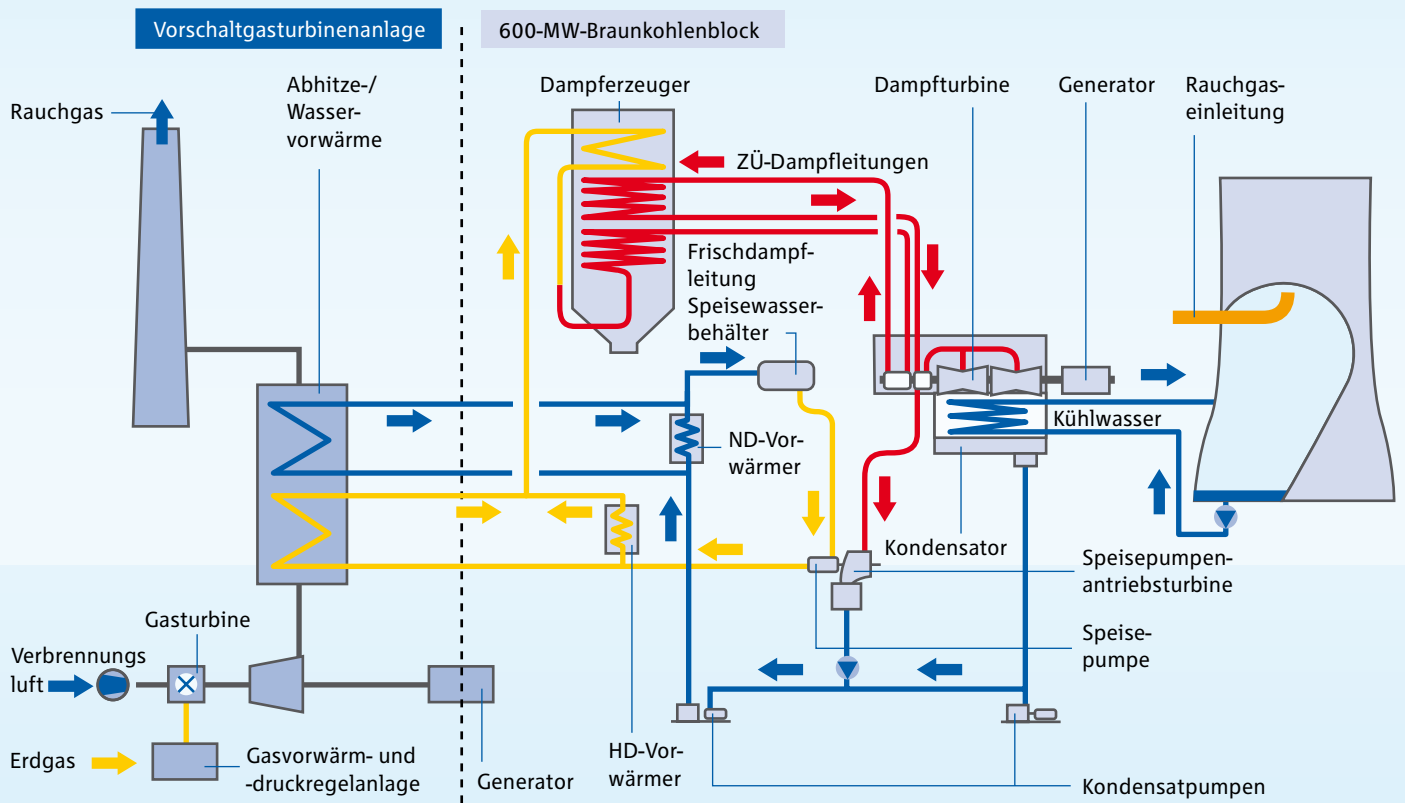 Vorschaltgasturbinenanlage
600-MW-Braunkohlenblock
Rauchgas
Abhitze-/
Wasser-
vorwärme
Dampferzeuger
Dampfturbine
Generator
Rauchgas-
einleitung
ZÜ-Dampfleitungen
Frischdampf-
leitung
Speisewasser-
behälter
Kühlwasser
ND-Vor-
wärmer
Kondensator
Speisepumpen-
antriebsturbine
Speise-
pumpe
Gasturbine
Verbrennungs
luft
Erdgas
Gasvorwärm- und
-druckregelanlage
Generator
HD-Vor-
wärmer
Kondensatpumpen